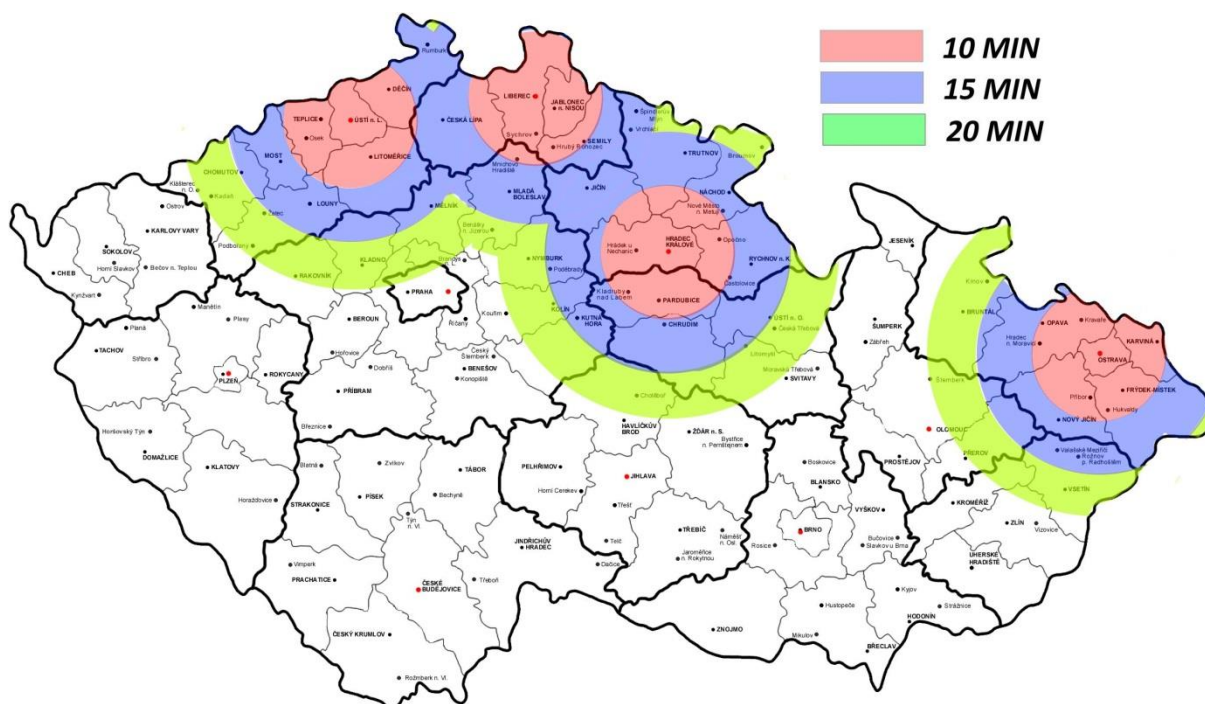 10 MIN
15 MIN
20 MIN
Rumburk
DĚČÍN
TEPLICE
ÚSTÍ n. L.
Osek
LITOMĚŘICE
MOST
CHOMUTOV
Klášterec
n. O.
Kadaň
Žatec
LOUNY
Podbořany
RAKOVNÍK
KLADNO
MĚLNÍK
ČESKÁ LÍPA
LIBEREC
JABLONEC
n. NISOU
Sychrov
SEMILY
Hrubý Rohozec
Mnichovo
Hradiště
MLADÁ
BOLESLAV
Benátky
n. Jizerou
Brandýs
n. L.
Špindlerův
Mlýn
Vrchlabí
TRUTNOV
Broumov
JIČÍN
NÁCHOD
Nové Město
n. Metují
Hrádek u
Nechanic
HRADEC
KRÁLOVÉ
Opočno
RYCHNOV n. K.
Častolovice
Kladruby
nad Labem
PARDUBICE
CHRUDIM
NYMBURK
Poděbrady
KOLÍN
KUTNÁ
HORA
ÚSTÍ n. O.
Česká Třebová
Litomyšl
Moravská Třebová
SVITAVY
Ostrov
KARLOVY VARY
SOKOLOV
Horní Slavkov
Bečov n. Teplou
CHEB
Kynžvart
Planá
TACHOV
Stříbro
Manětín
Plasy
PLZEŇ
ROKYCANY
Horšovský Týn
DOMAŽLICE
KLATOVY
Horažďovice
PRAHA
BEROUN
Říčany
Kouřim
Hořovice
Dobříš
Český
Šternberk
BENEŠOV
Konopiště
PŘÍBRAM
Březnice
Blatná
Zvíkov
TÁBOR
STRAKONICE
PÍSEK
Bechyně
Týn
n. Vl.
Vimperk
PRACHATICE
ČESKÉ
BUDĚJOVICE
Třeboň
JINDŘICHŮV
HRADEC
Dačice
ČESKÝ KRUMLOV
Rožmberk n. Vl.
Chotěboř
HAVLÍČKŮV
BROD
ŽĎÁR n. S.
Bystřice
n. Pernštejnem
PELHŘIMOV
JIHLAVA
Horní Cerekev
Třešť
Telč
TŘEBÍČ
Náměšť
n. Osl.
Jaroměřice
n. Rokytnou
Boskovice
BLANSKO
VYŠKOV
BRNO
Rosice
Bučovice
Slavkov u Brna
Hustopeče
Kyjov
Strážnice
HODONÍN
ZNOJMO
Mikulov
BŘECLAV
JESENÍK
ŠUMPERK
Zábřeh
Krnov
BRUNTÁL
Šternberk
OLOMOUC
PROSTĚJOV
PŘEROV
OPAVA
Kravaře
KARVINÁ
Hradec
n. Moravicí
OSTRAVA
FRÝDEK-MÍSTEK
Příbor
Hukvaldy
NOVÝ JIČÍN
Valašské Meziříčí
Rožnov
p. Radhoštěm
VSETÍN
KROMĚŘÍŽ
ZLÍN
Vizovice
UHERSKÉ
HRADIŠTĚ